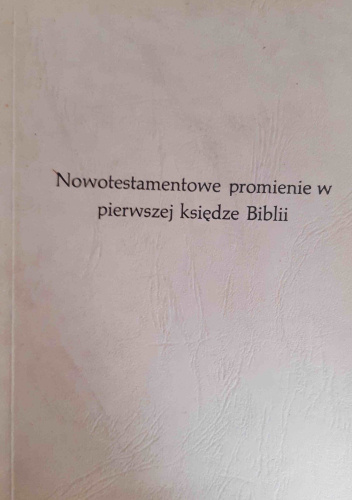 Nowotestamentowe promienie w
pierwszej księdze Biblii